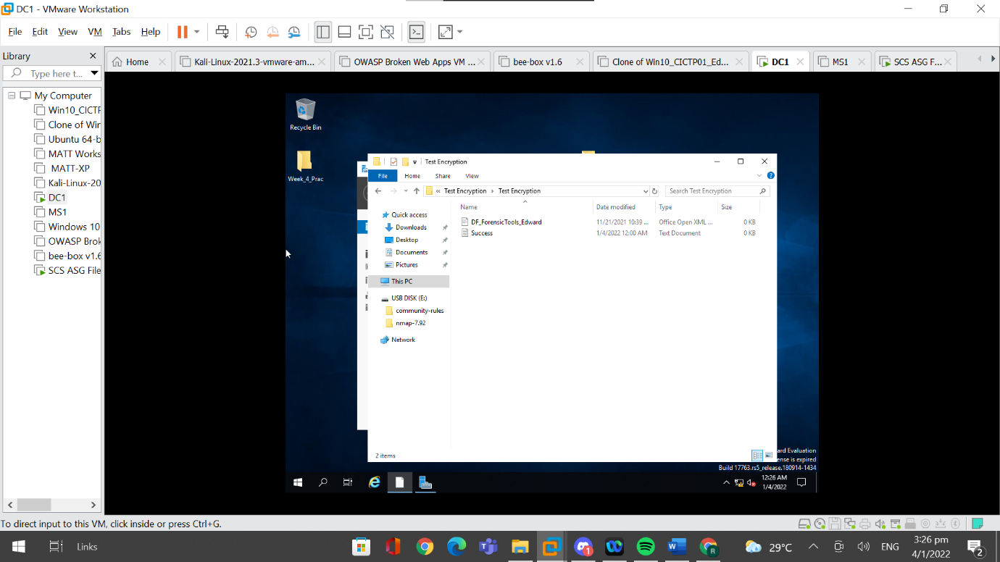 DC1 - VMware Workstation
File Edit View VM Tabs Help
Library
Type here t...
Home
Kali-Linux-2021.3-vmware-am...
OWASP Broken Web Apps VM ...
bee-box v1.6
Clone of Win10_CICTP01_Ed...
DC1
MS1
SCS ASG F...
My Computer
Win10_CICTP
Clone of Win
Ubuntu 64-b
MATT Works
MATT-XP
Kali-Linux-20
DC1
MS1
Windows 10
OWASP Brok
bee-box v1.6
SCS ASG File
Recycle Bin
Week_4_Prac
Test Encryption
File Home Share View
« Test Encryption › Test Encryption
Search Test Encryption
Name Date modified Type Size
DF_ForensicTools_Edward 11/21/2021 10:39 ... Office Open XML ... 0 KB
Success 1/4/2022 12:00 AM Text Document 0 KB
Quick access
Downloads
Desktop
Documents
Pictures
This PC
USB DISK (E:)
community-rules
nmap-7.92
Network
2 items
ard Evaluation
ense is expired
Build 17763.rs5_release.180914-1434
12:26 AM
1/4/2022
To direct input to this VM, click inside or press Ctrl+G.
Links
1
29°C
ENG
3:26 pm
4/1/2022
2